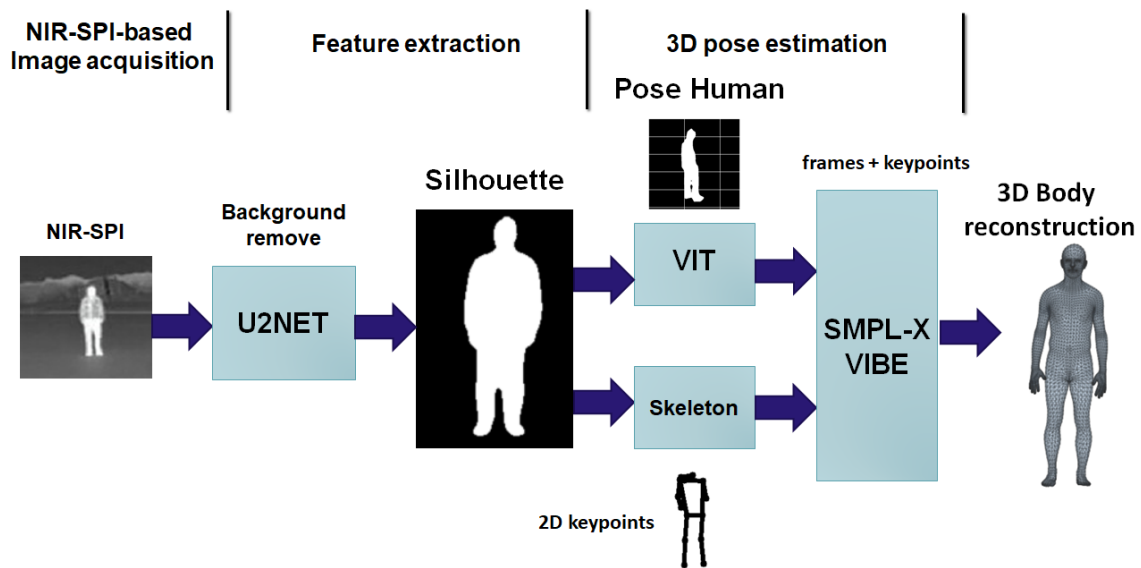 NIR-SPI-based
Image acquisition
Feature extraction
3D pose estimation
Pose Human
frames + keypoints
Silhouette
3D Body
reconstruction
Background
remove
NIR-SPI
VIT
U2NET
SMPL-X
VIBE
Skeleton
2D keypoints